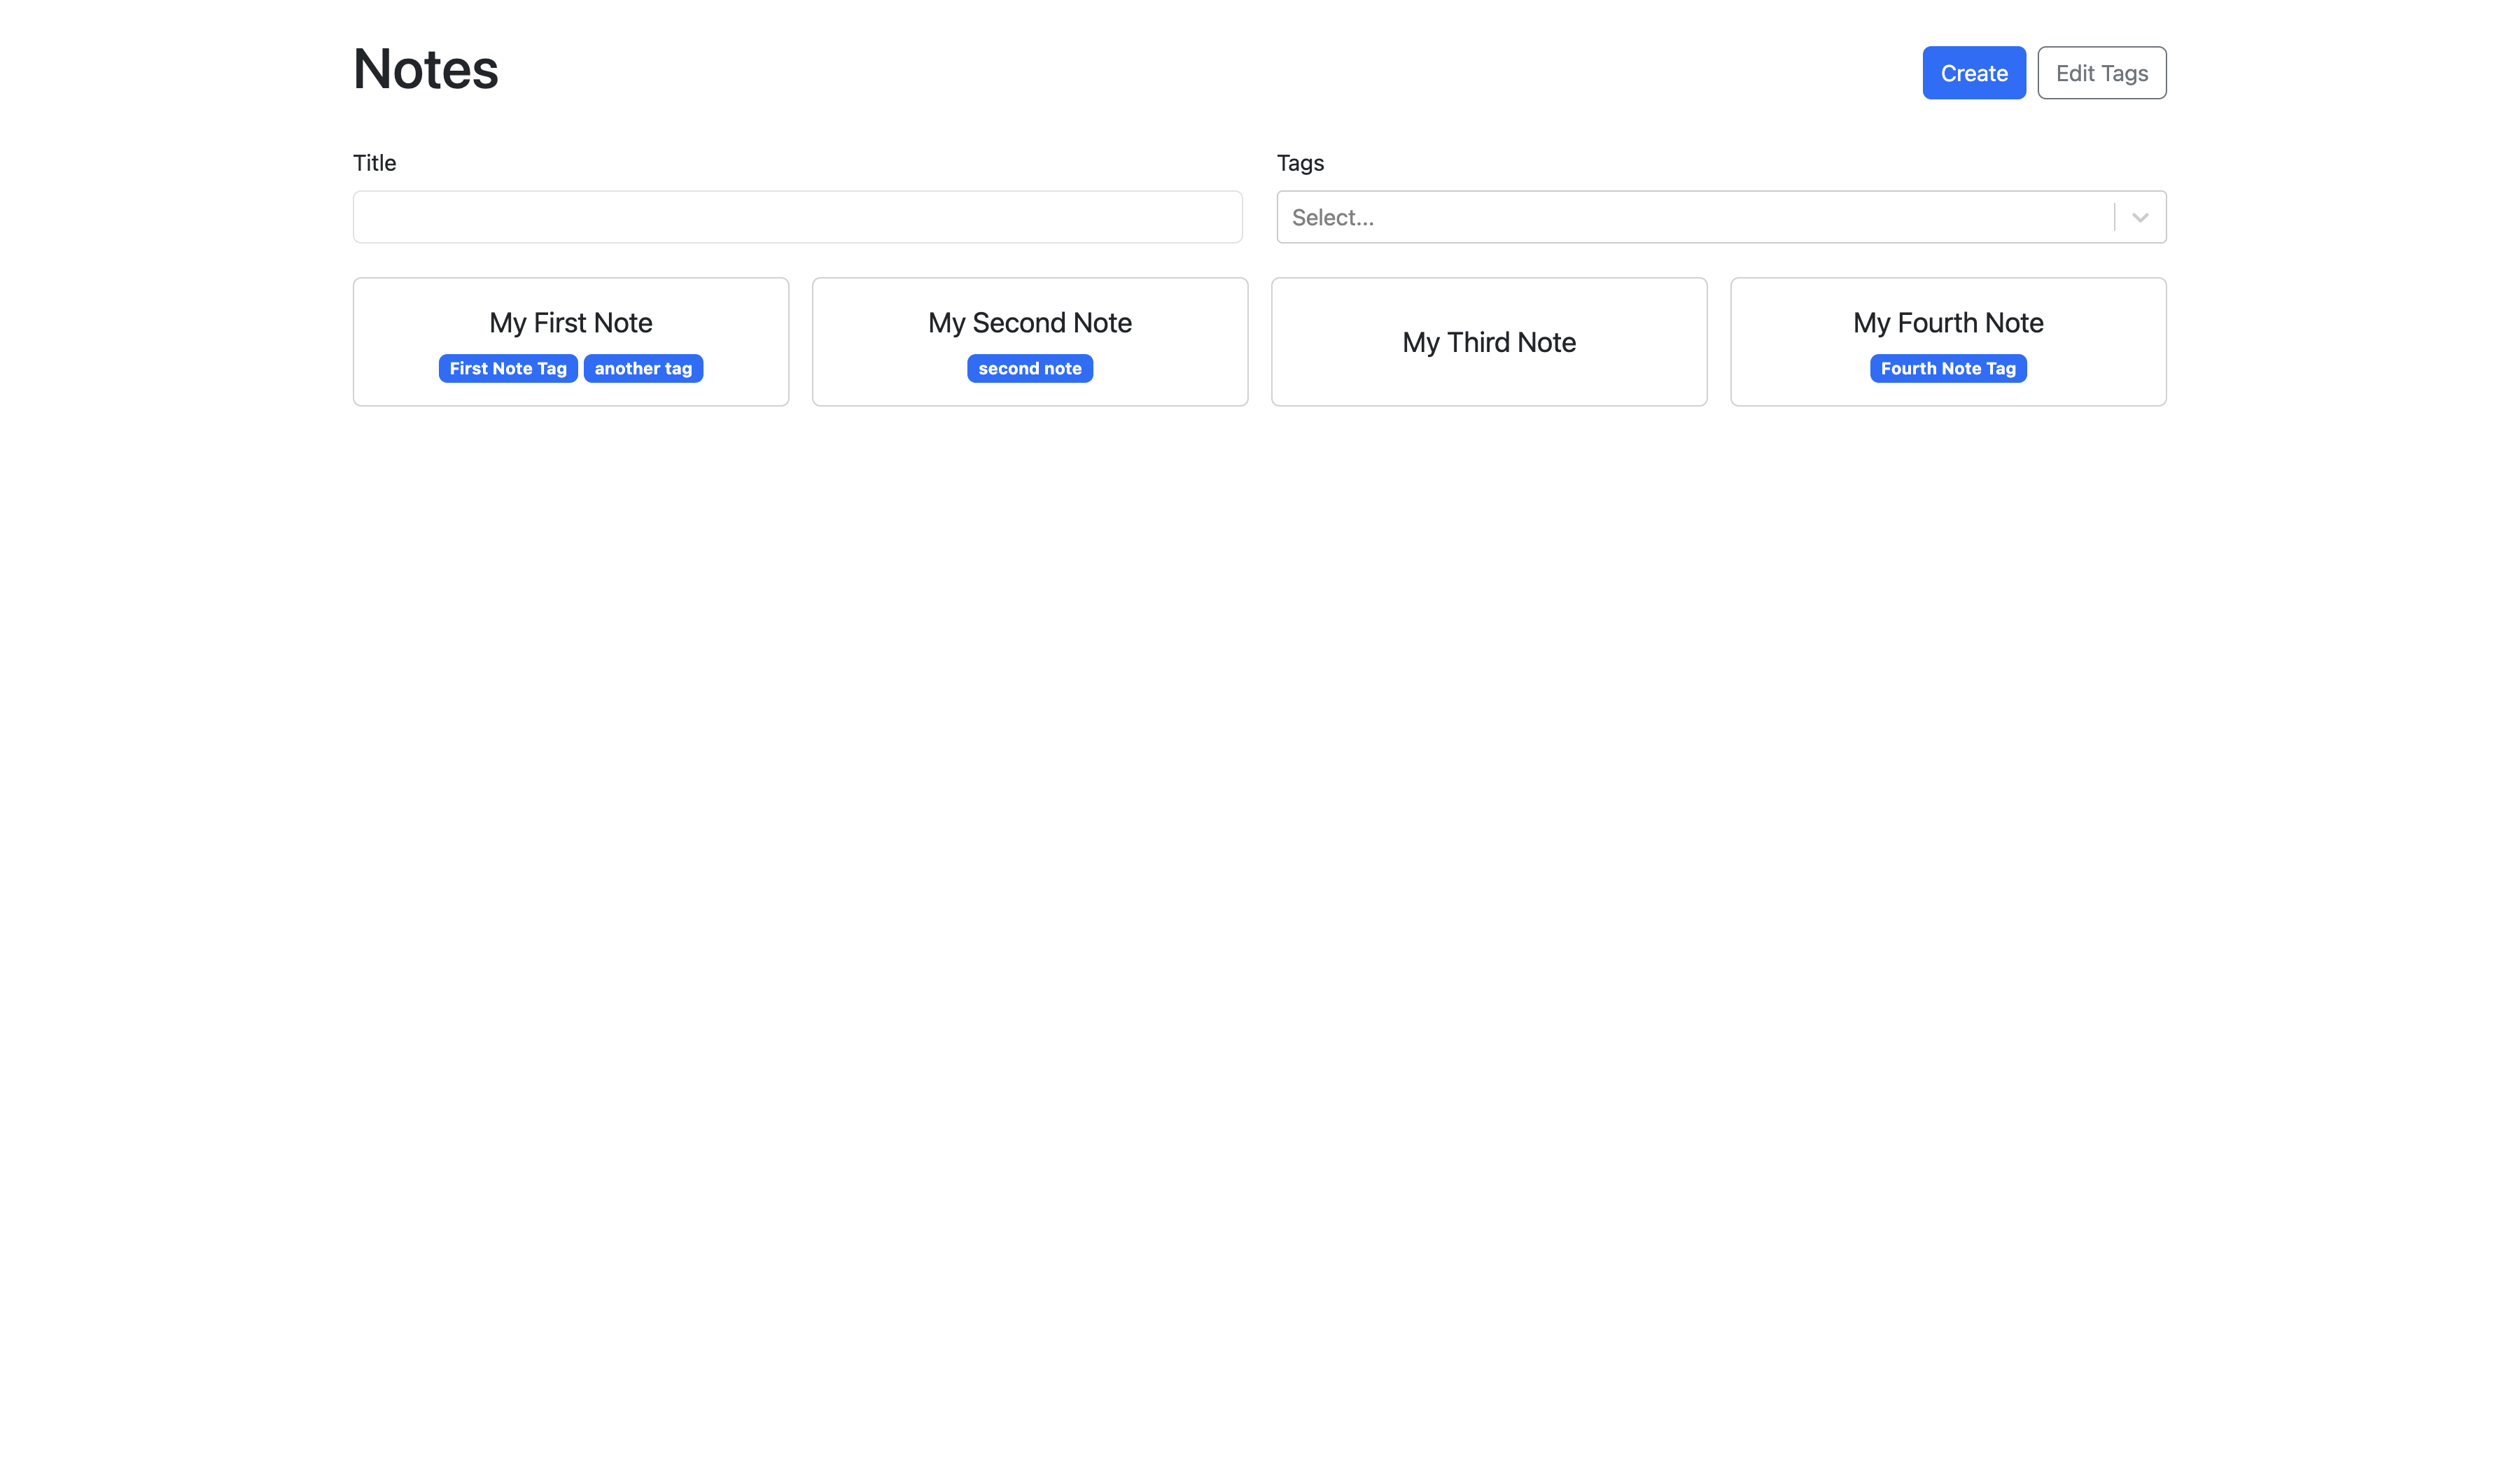 Notes
Create
Edit Tags
Title
Tags
Select...
My First Note
First Note Tag
another tag
My Second Note
second note
My Third Note
My Fourth Note
Fourth Note Tag